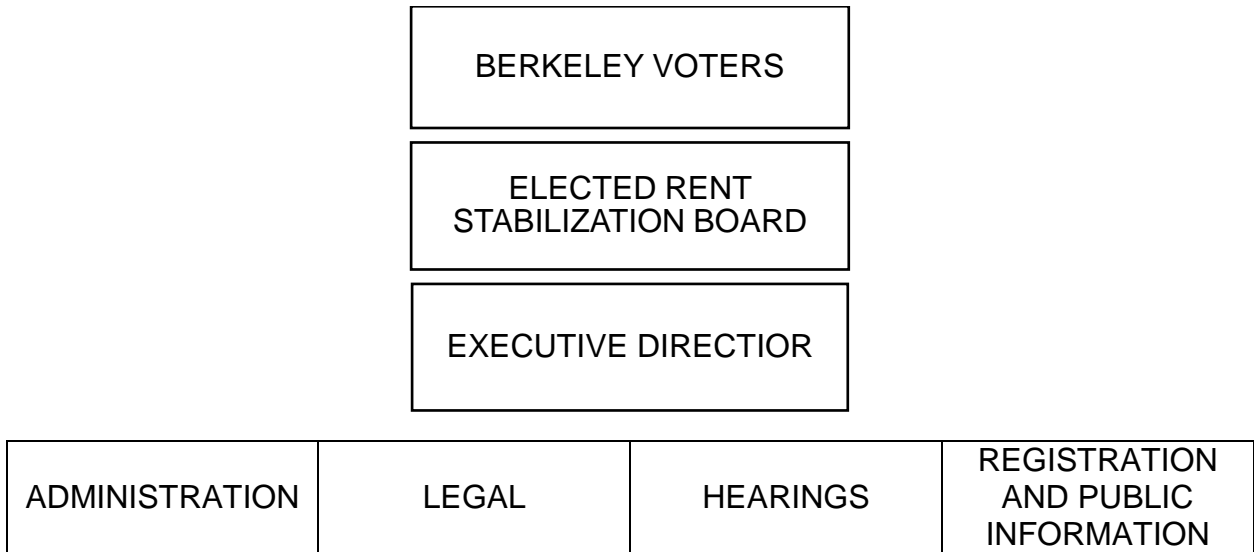 BERKELEY VOTERS
ELECTED RENT
STABILIZATION BOARD
EXECUTIVE DIRECTIOR
ADMINISTRATION
LEGAL
HEARINGS
REGISTRATION
AND PUBLIC
INFORMATION